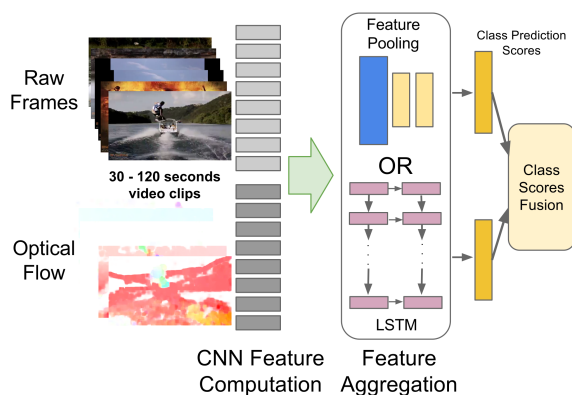 Raw
Frames
30 - 120 seconds
video clips
Optical
Flow
CNN Feature
Computation
Feature
Pooling
OR
LSTM
Feature
Aggregation
Class Prediction
Scores
Class
Scores
Fusion